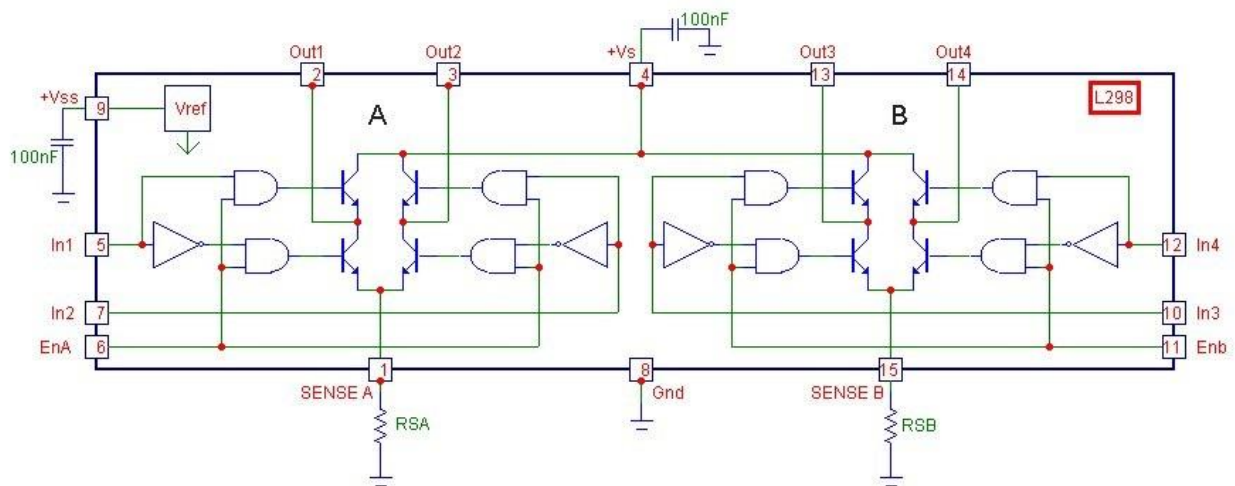 100nF
Out1
Out2
+Vs
Out3
Out4
2
3
4
13
14
+Vss
9
Vref
A
B
L298
100nF
In1
5
12
In4
In2
7
10
In3
EnA
6
11
Enb
1
8
15
SENSE A
Gnd
SENSE B
RSA
RSB